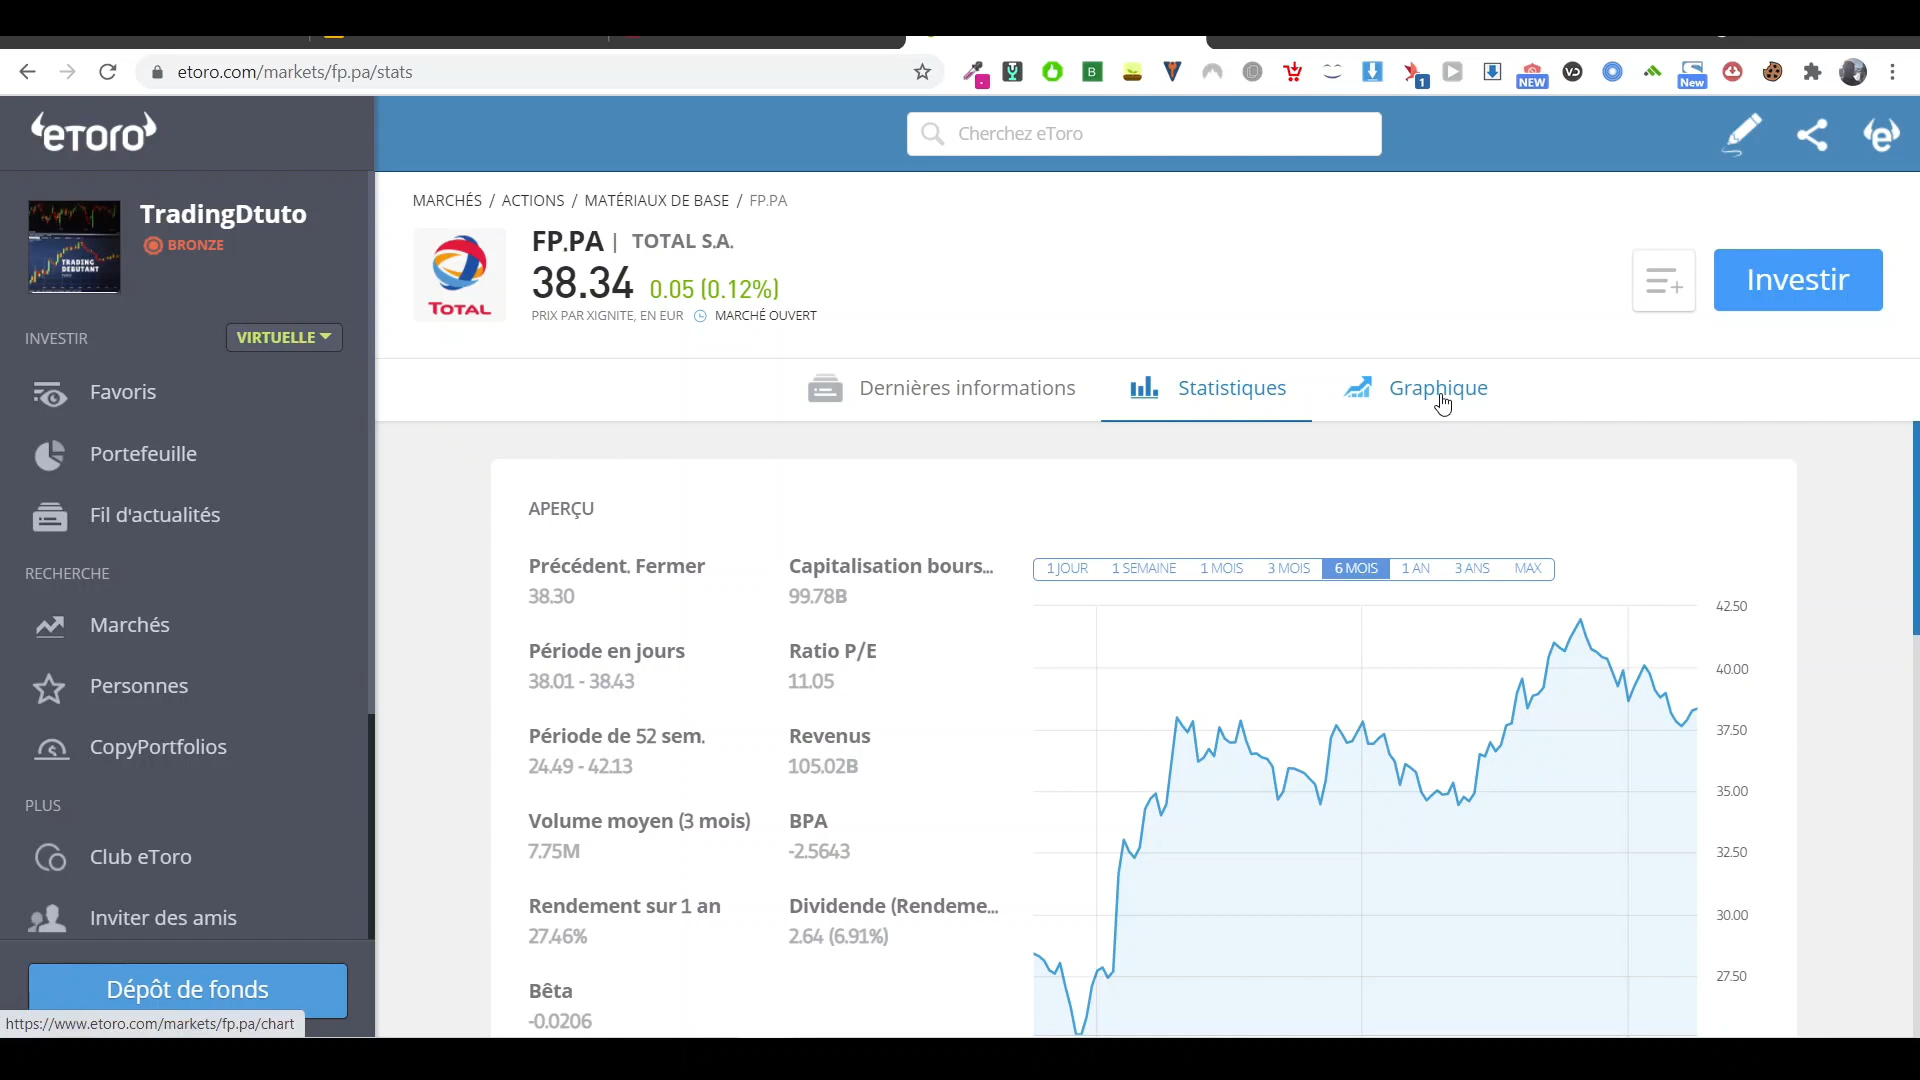 etoro.com/markets/fp.pa/stats
B
1
NEW
New
eToro
Cherchez eToro
TradingDtuto
BRONZE
TRADING
DEBUTANT
INVESTIR
VIRTUELLE
Favoris
Portefeuille
Fil d'actualités
RECHERCHE
Marchés
Personnes
CopyPortfolios
PLUS
Club eToro
Inviter des amis
Dépôt de fonds
https://www.etoro.com/markets/fp.pa/chart
MARCHÉS / ACTIONS / MATÉRIAUX DE BASE / FP.PA
TOTAL
FP.PA | TOTAL S.A.
38.34 0.05 (0.12%)
PRIX PAR XIGNITE, EN EUR MARCHÉ OUVERT
Investir
Dernières informations Statistiques Graphique
APERÇU
Précédent. Fermer
38.30
Période en jours
38.01 - 38.43
Période de 52 sem.
24.49 - 42.13
Volume moyen (3 mois)
7.75M
Rendement sur 1 an
27.46%
Bêta
-0.0206
Capitalisation bours...
99.78B
Ratio P/E
11.05
Revenus
105.02B
BPA
-2.5643
Dividende (Rendeme...
2.64 (6.91%)
1 JOUR 1 SEMAINE 1 MOIS 3 MOIS 6 MOIS 1 AN 3 ANS MAX
42.50
40.00
37.50
35.00
32.50
30.00
27.50